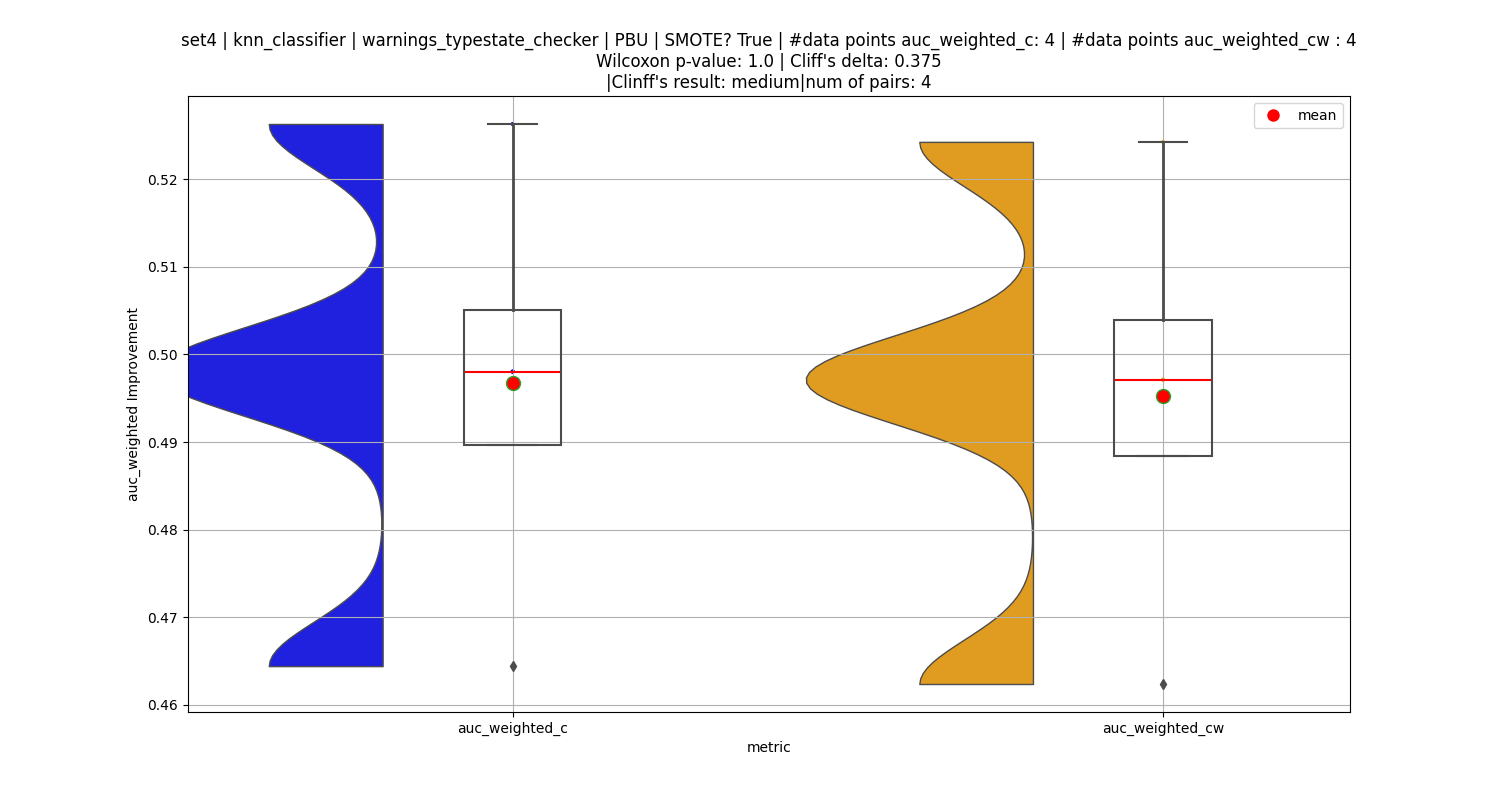 set4 | knn_classifier | warnings_typestate_checker | PBU | SMOTE? True | #data points auc_weighted_c: 4 | #data points auc_weighted_cw : 4
Wilcoxon p-value: 1.0 | Cliff's delta: 0.375
|Clinff's result: medium|num of pairs: 4
mean
0.52
0.51
0.50
0.49
0.48
0.47
0.46
auc_weighted Improvement
auc_weighted_c
auc_weighted_cw
metric